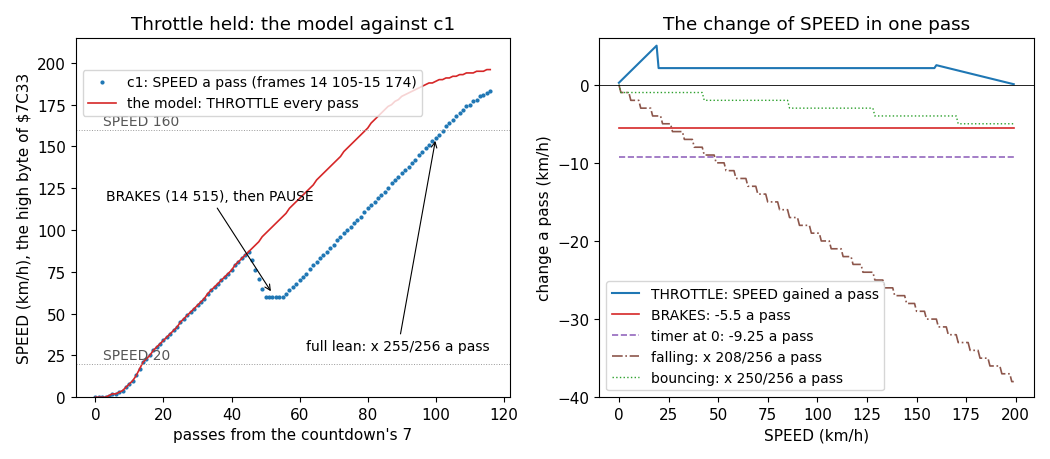 Throttle held: the model against c1
SPEED (km/h), the high byte of $7C33
200
175
150
125
100
75
50
25
0
c1: SPEED a pass (frames 14 105-15 174)
the model: THROTTLE every pass
SPEED 160
BRAKES (14 515), then PAUSE
full lean: x 255/256 a pass
SPEED 20
0
20
40
60
80
100
120
passes from the countdown's 7
The change of SPEED in one pass
change a pass (km/h)
0
−10
−20
−30
−40
THROTTLE: SPEED gained a pass
BRAKES: -5.5 a pass
timer at 0: -9.25 a pass
falling: x 208/256 a pass
bouncing: x 250/256 a pass
0
25
50
75
100
125
150
175
200
SPEED (km/h)